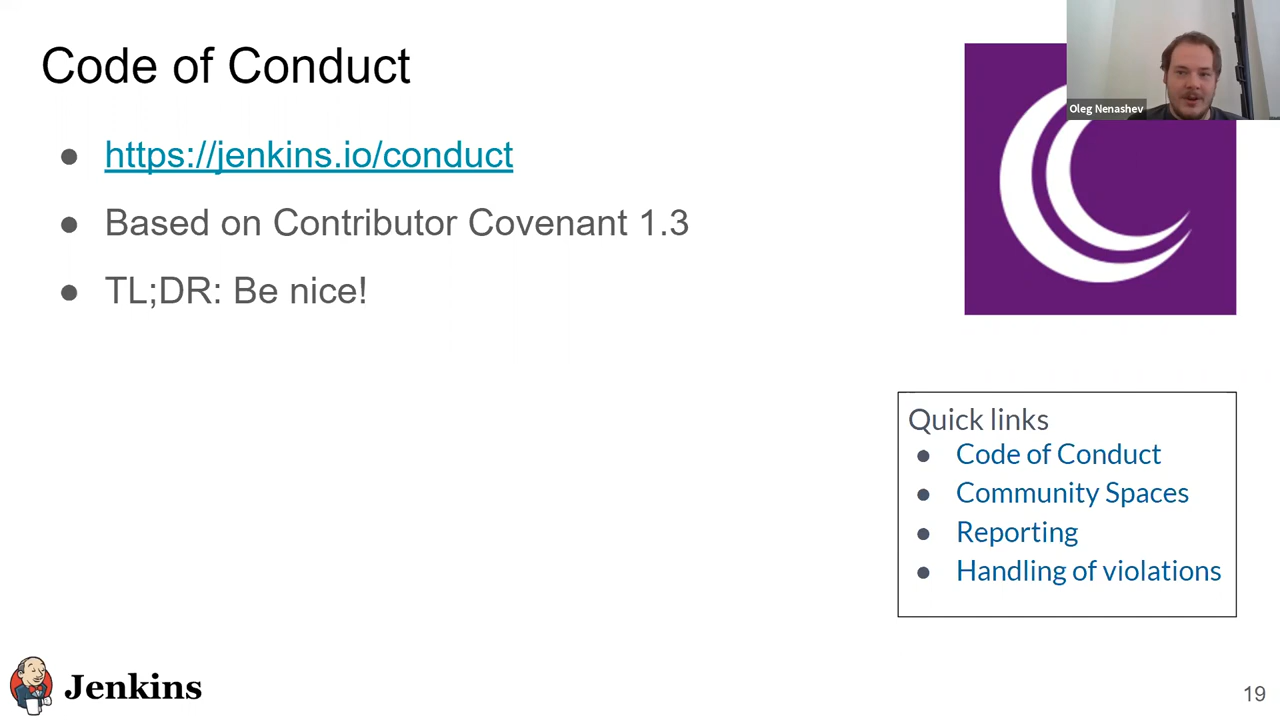 Code of Conduct
Oleg Nenashev
● https://jenkins.io/conduct
● Based on Contributor Covenant 1.3
● TL;DR: Be nice!
Quick links
● Code of Conduct
● Community Spaces
● Reporting
● Handling of violations
Jenkins
19